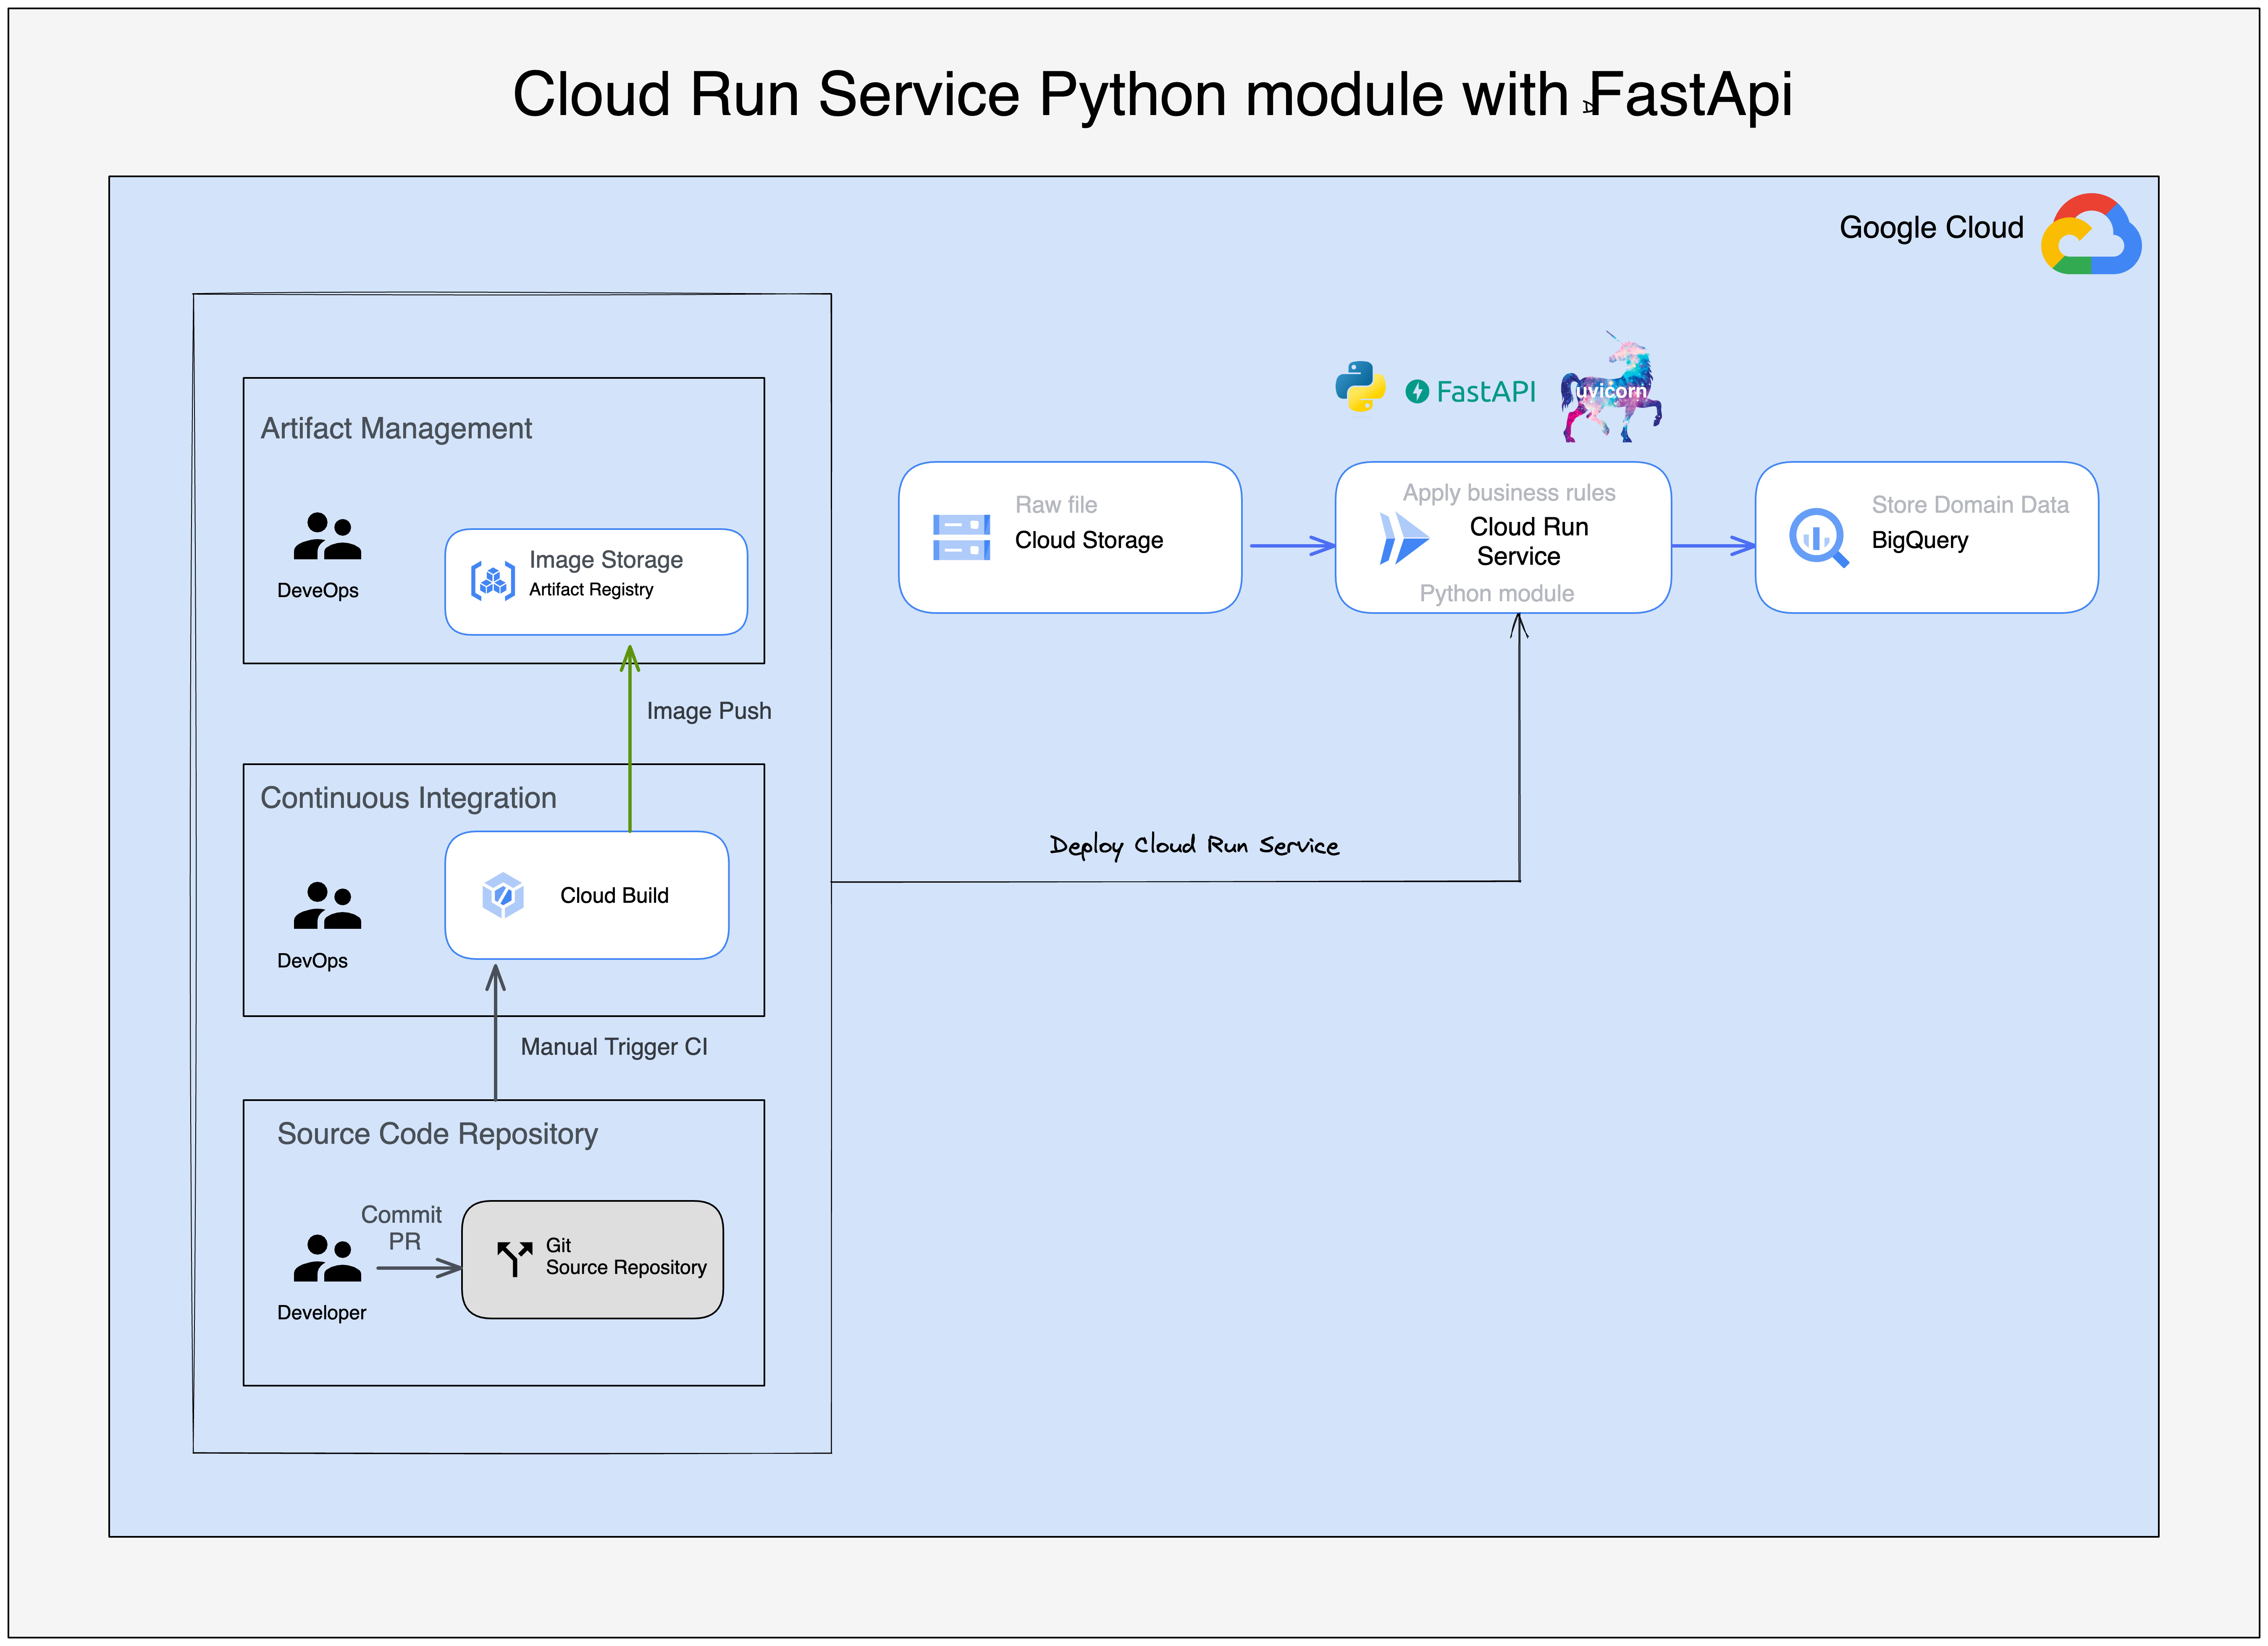 Cloud Run Service Python module with FastApi
D
Google Cloud
Artifact Management
DeveOps
Image Storage
Artifact Registry
Image Push
Continuous Integration
DevOps
Cloud Build
Manual Trigger CI
Source Code Repository
Commit
PR
Developer
Git
Source Repository
Deploy Cloud Run Service
Raw file
Cloud Storage
FastAPI
uvicorn
Apply business rules
Cloud Run
Service
Python module
Store Domain Data
BigQuery